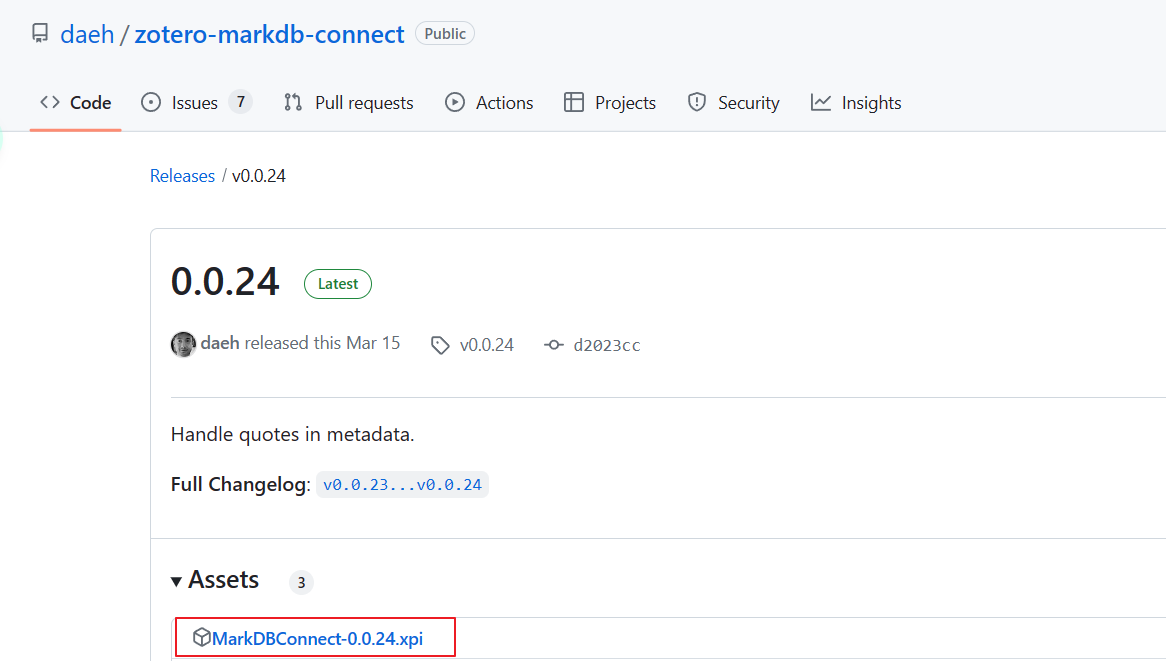 daeh / zotero-markdb-connect Public
Code Issues 7 Pull requests Actions Projects Security Insights
Releases / v0.0.24
0.0.24 Latest
daeh released this Mar 15 v0.0.24 d2023cc
Handle quotes in metadata.
Full Changelog: v0.0.23...v0.0.24
Assets 3
MarkDBConnect-0.0.24.xpi